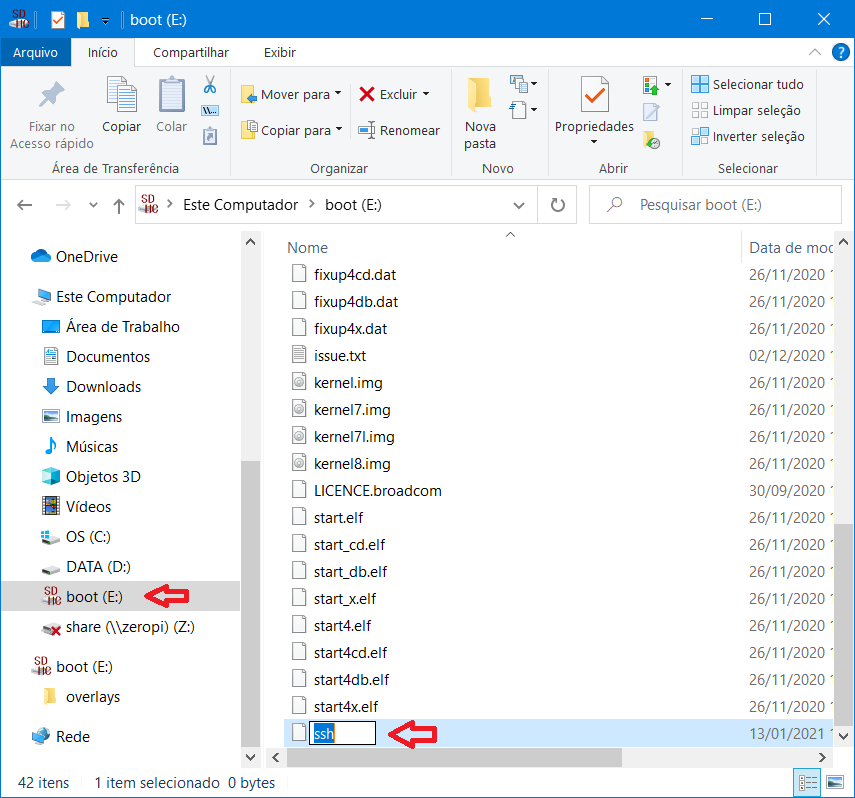 boot (E:)
Arquivo Início Compartilhar Exibir
Fixar no
Acesso rápido
Copiar
Colar
Área de Transferência
Mover para
Copiar para
Excluir
Renomear
Organizar
Nova
pasta
Novo
Propriedades
Abrir
Selecionar tudo
Limpar seleção
Inverter seleção
Selecionar
Este Computador boot (E:)
Pesquisar boot (E:)
OneDrive
Este Computador
Área de Trabalho
Documentos
Downloads
Imagens
Músicas
Objetos 3D
Vídeos
OS (C:)
DATA (D:)
boot (E:)
share (\\zeropi) (Z:)
boot (E:)
overlays
Rede
Nome Data de mod
fixup4cd.dat 26/11/2020 1
fixup4db.dat 26/11/2020 1
fixup4x.dat 26/11/2020 1
issue.txt 02/12/2020 1
kernel.img 26/11/2020 1
kernel7.img 26/11/2020 1
kernel7l.img 26/11/2020 1
kernel8.img 26/11/2020 1
LICENCE.broadcom 30/09/2020 1
start.elf 26/11/2020 1
start_cd.elf 26/11/2020 1
start_db.elf 26/11/2020 1
start_x.elf 26/11/2020 1
start4.elf 26/11/2020 1
start4cd.elf 26/11/2020 1
start4db.elf 26/11/2020 1
start4x.elf 26/11/2020 1
ssh 13/01/2021 1
42 itens 1 item selecionado 0 bytes